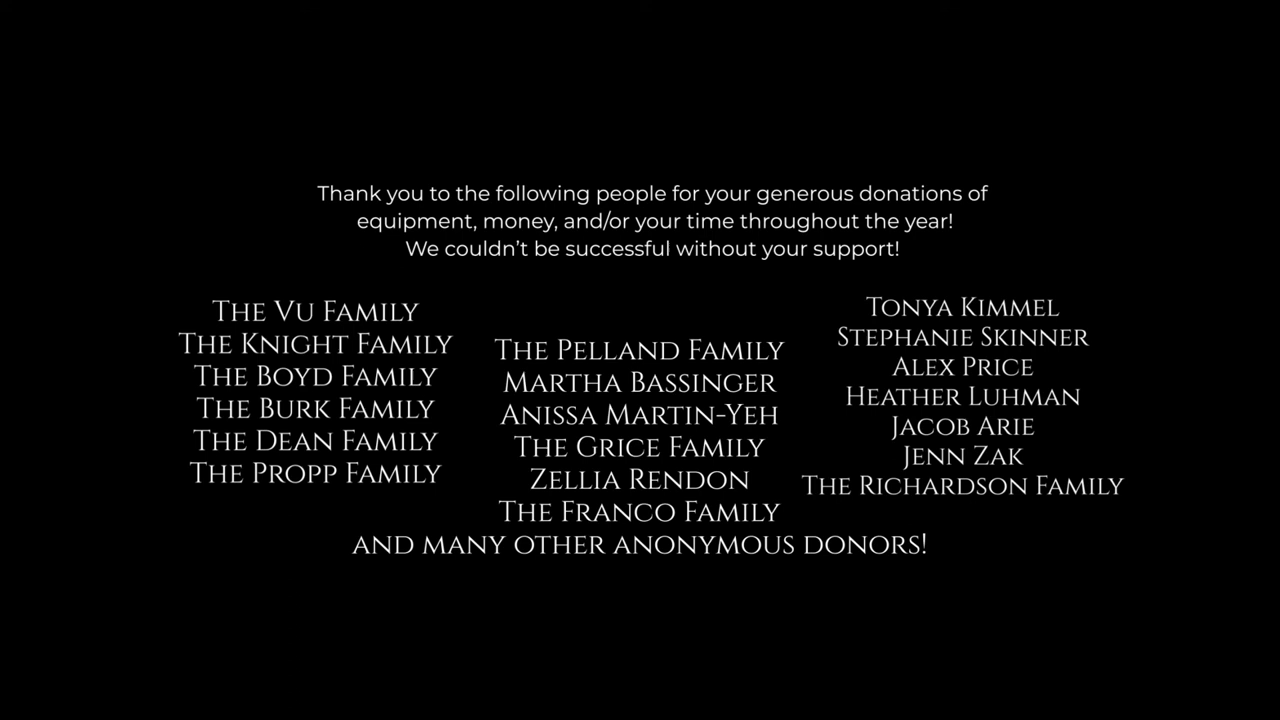 Thank you to the following people for your generous donations of
equipment, money, and/or your time throughout the year!
We couldn’t be successful without your support!
The Vu Family
The Knight Family
The Boyd Family
The Burk Family
The Dean Family
The Propp Family
The Pelland Family
Martha Bassinger
Anissa Martin-Yeh
The Grice Family
Zellia Rendon
The Franco Family
Tonya Kimmel
Stephanie Skinner
Alex Price
Heather Luhman
Jacob Arie
Jenn Zak
The Richardson Family
and many other anonymous donors!